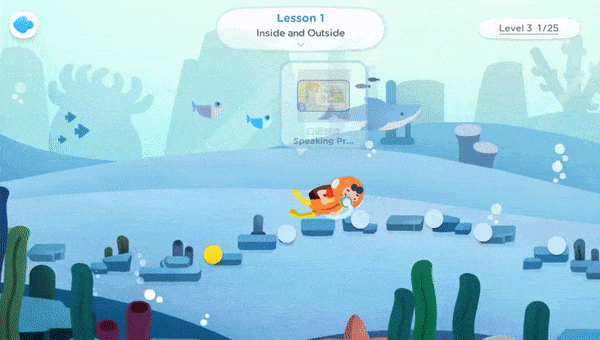 Lesson 1
Inside and Outside
Level 3 1/25
Speaking Pr...